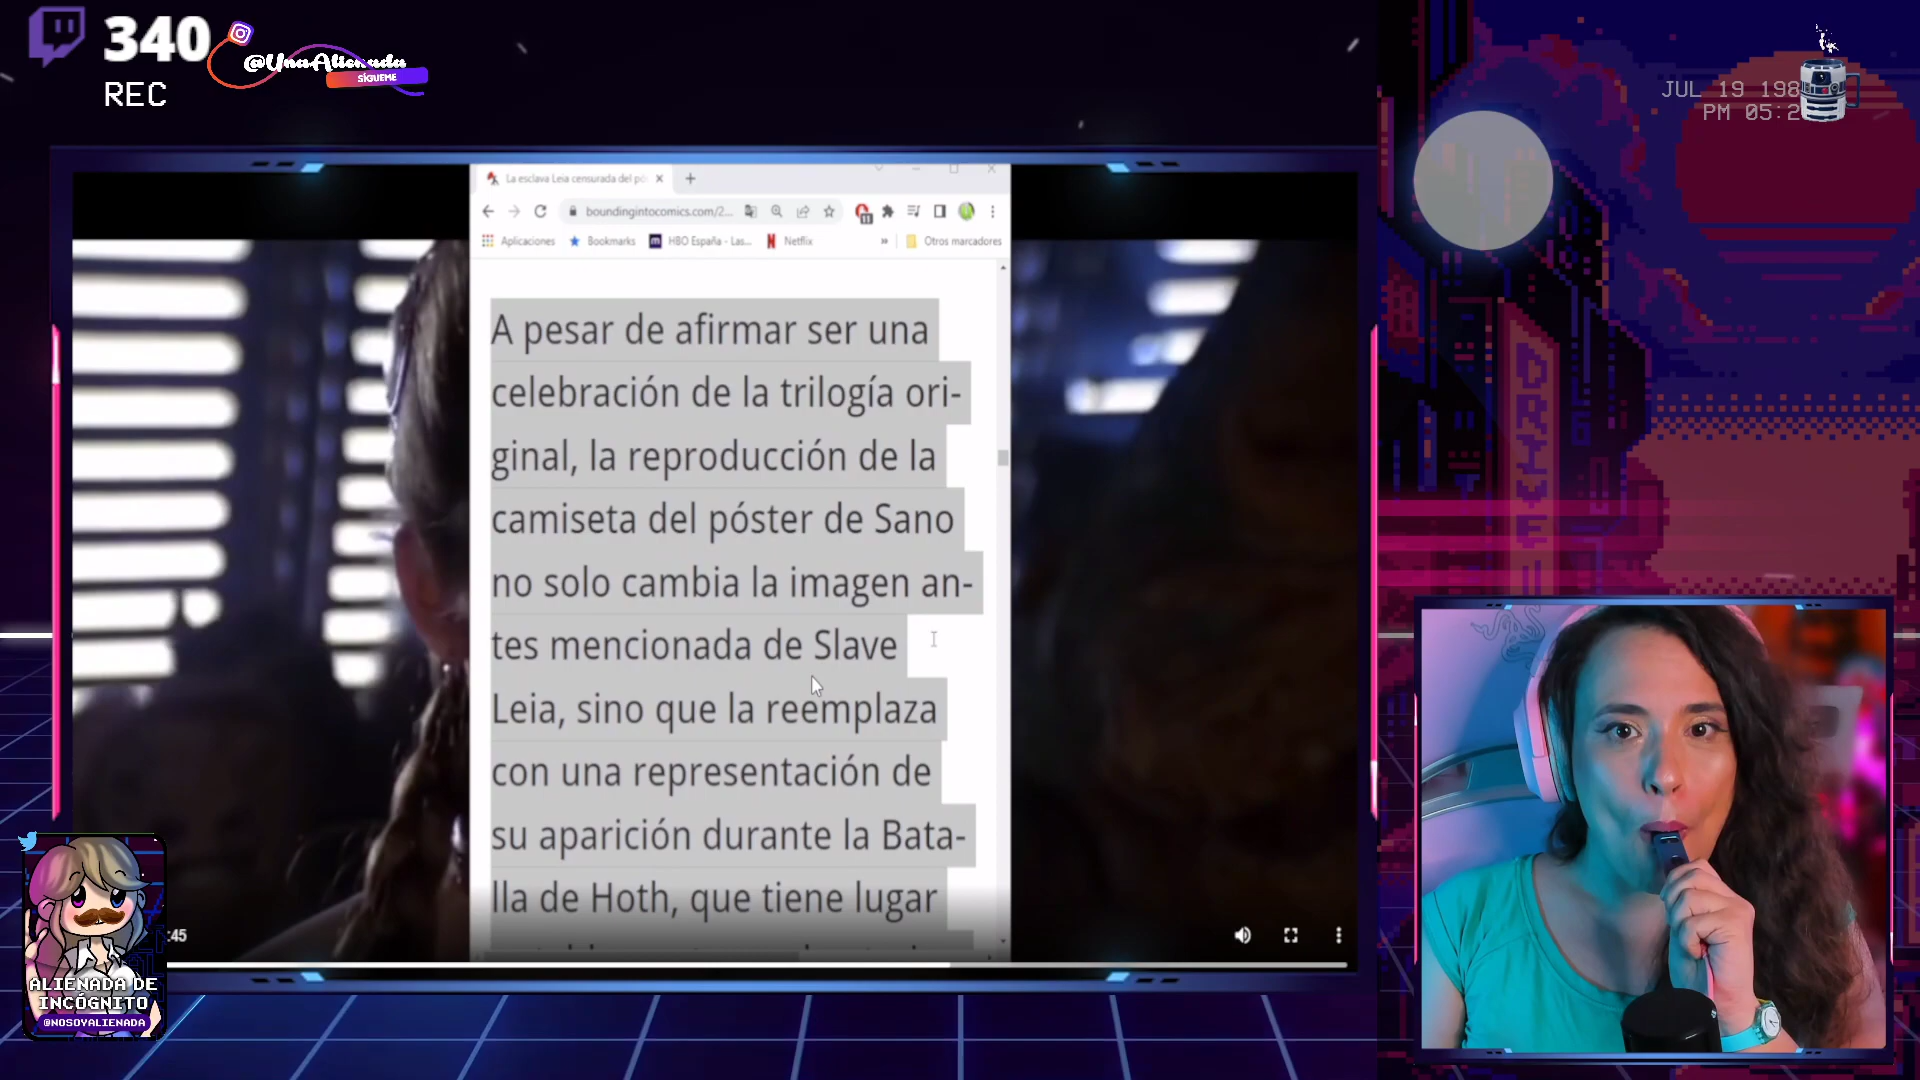 340
REC
@UnaAlienada
SÍGUEME
JUL 19 198
PM 05:2
La esclava Leia censurada del pó
boundingintocomics.com/2...
Aplicaciones
Bookmarks
HBO España - Las...
Netflix
»
Otros marcadores
A pesar de afirmar ser una
celebración de la trilogía ori-
ginal, la reproducción de la
camiseta del póster de Sano
no solo cambia la imagen an-
tes mencionada de Slave
Leia, sino que la reemplaza
con una representación de
su aparición durante la Bata-
lla de Hoth, que tiene lugar
:45
DRIVE
ALIENADA DE
INCÓGNITO
@NOSOYALIENADA